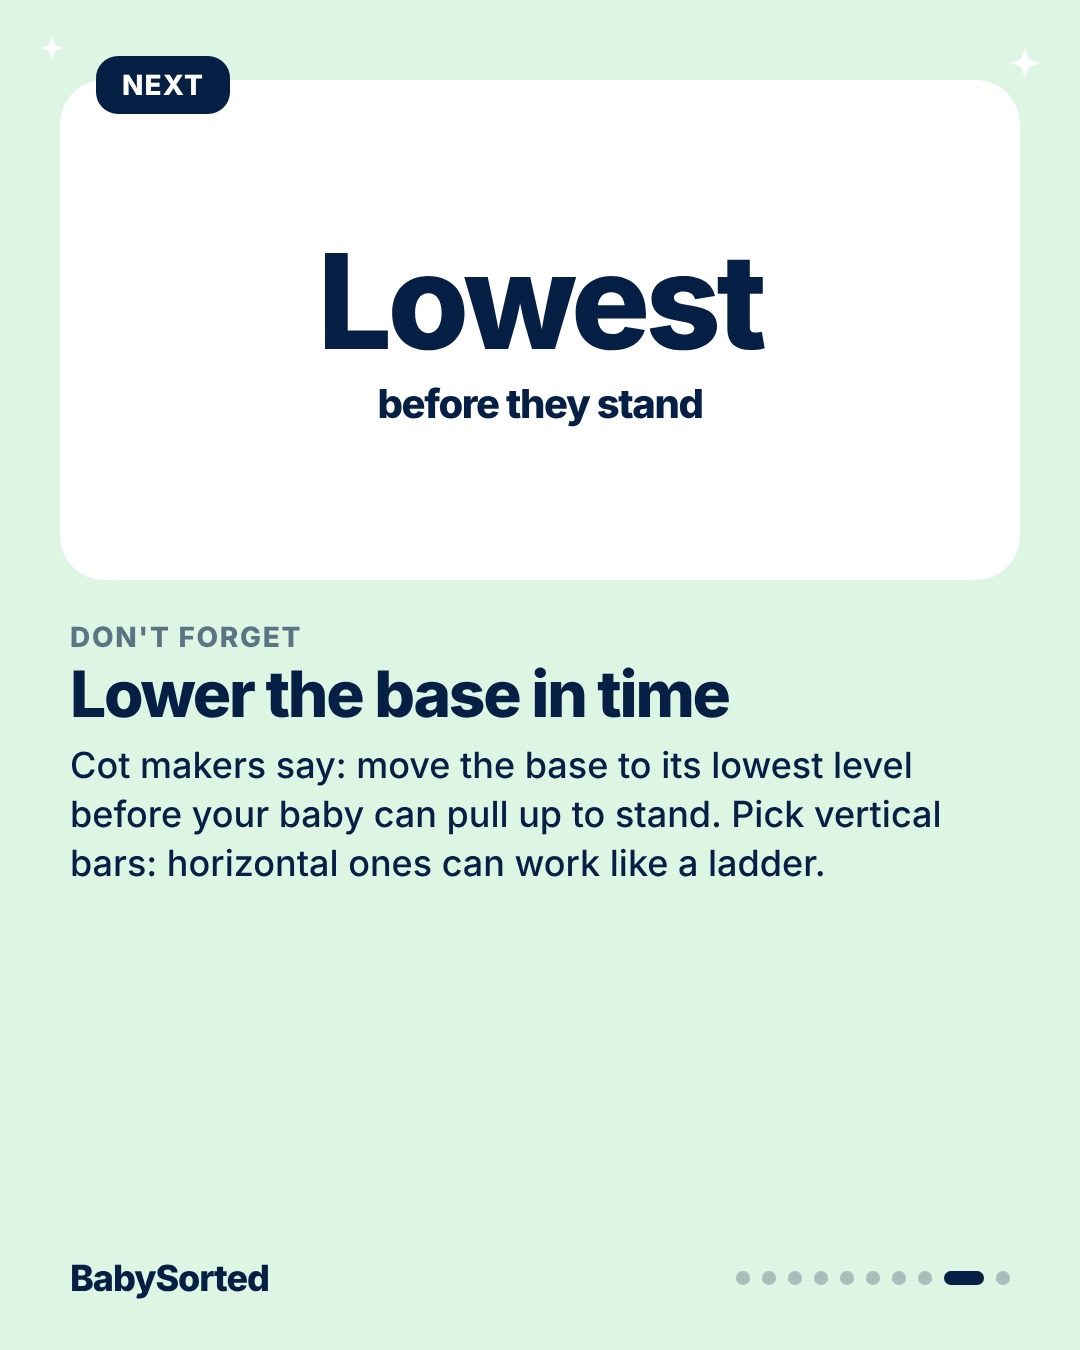 NEXT
Lowest
before they stand
DON'T FORGET
Lower the base in time
Cot makers say: move the base to its lowest level
before your baby can pull up to stand. Pick vertical
bars: horizontal ones can work like a ladder.
BabySorted